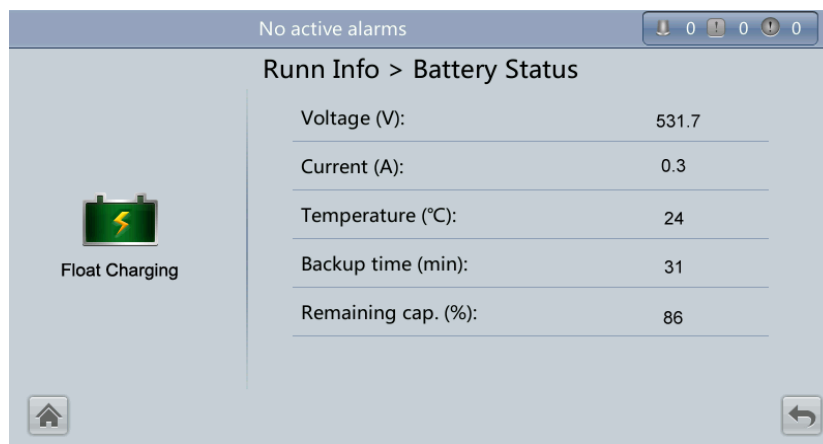 No active alarms
0 0 0
Runn Info > Battery Status
Voltage (V): 531.7
Current (A): 0.3
Temperature (℃): 24
Backup time (min): 31
Remaining cap. (%): 86
Float Charging